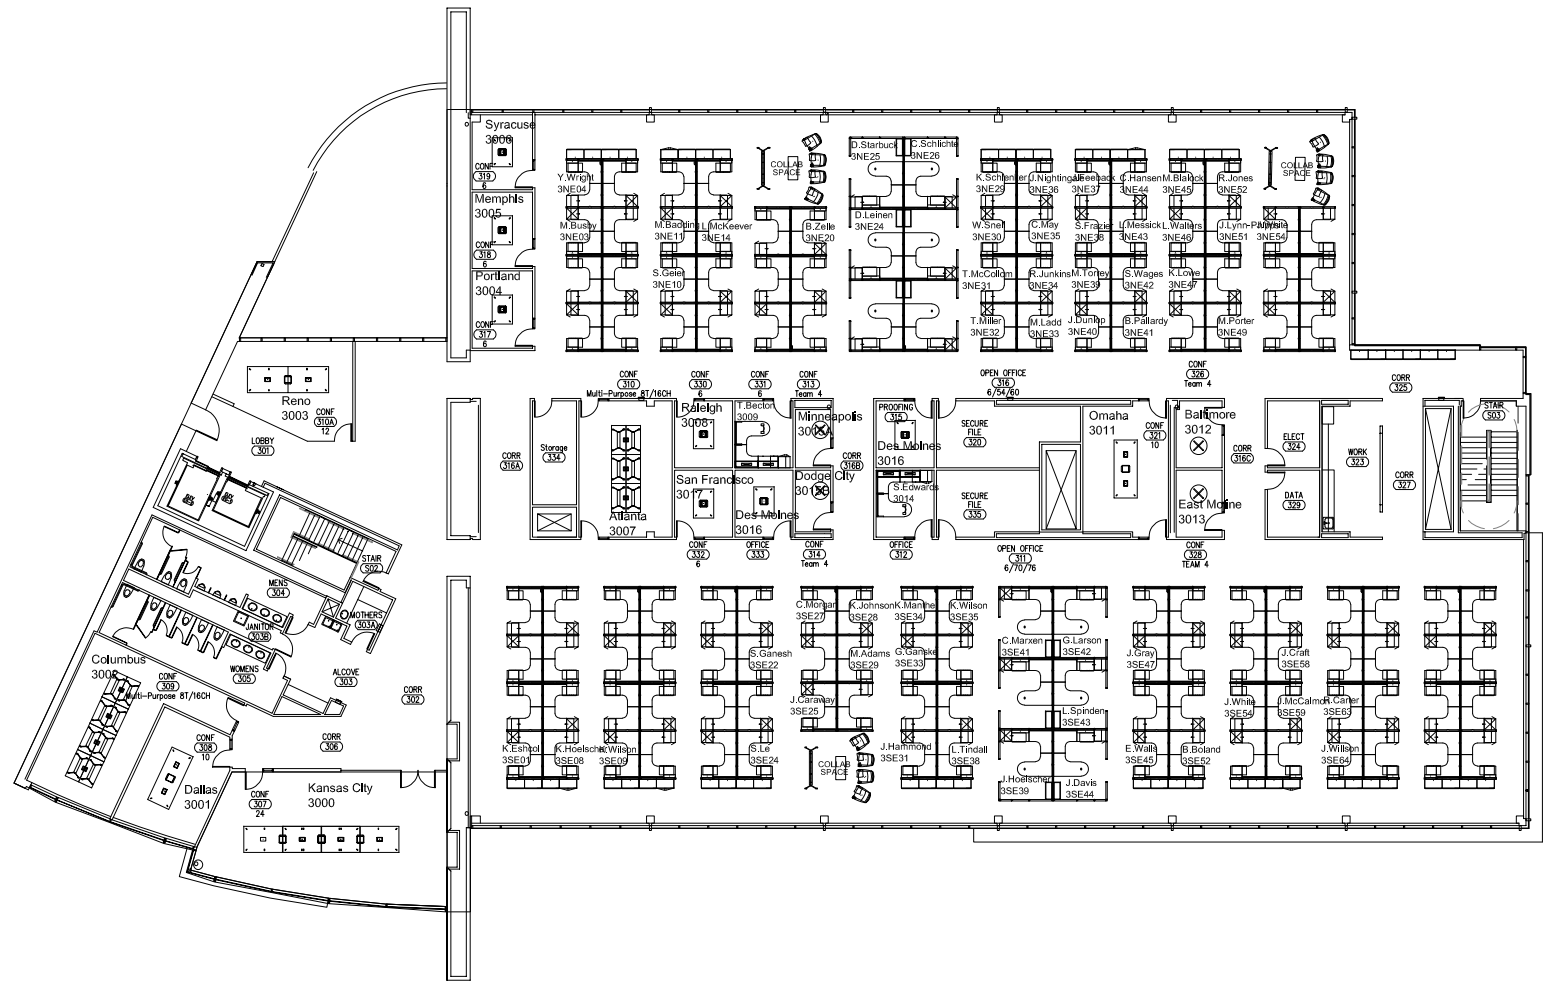 Syracuse
3006
CONF
319
6
Memphis
3005
CONF
318
6
Portland
3004
CONF
317
6
Y.Wright
3NE04
M.Busby
3NE03
M.Badding
3NE11
L.McKeever
3NE14
S.Geier
3NE10
COLLAB
SPACE
B.Zelle
3NE20
D.Starbuck
3NE25
C.Schlichte
3NE26
D.Leinen
3NE24
K.Schlenker
3NE29
J.Nightingale
3NE36
3NE37
C.Hansen
3NE44
M.Blalock
3NE45
R.Jones
3NE52
COLLAB
SPACE
W.Snell
3NE30
C.May
3NE35
S.Frazier
3NE38
L.Messick
3NE43
L.Walters
3NE46
3NE51
3NE54
T.McCollom
3NE31
R.Junkins
3NE34
M.Torrey
3NE39
S.Wages
3NE42
K.Lowe
3NE47
T.Miller
3NE32
M.Ladd
3NE33
J.Dunlop
3NE40
B.Pallardy
3NE41
M.Porter
3NE49
CONF
310
Multi-Purpose 8T/16CH
CONF
330
6
CONF
331
6
CONF
313
Team 4
OPEN OFFICE
316
6/54/60
CONF
326
Team 4
CORR
325
Reno
3003
CONF
310A
12
LOBBY
301
CORR
316A
Storage
334
Raleigh
3008
T.Becton
3009
Minneapolis
3015A
CORR
316B
PROOFING
315
Des Moines
3016
SECURE
FILE
320
Omaha
3011
CONF
321
10
Baltimore
3012
CORR
316C
ELECT
324
WORK
323
CORR
327
STAIR
S03
Atlanta
3007
San Francisco
3017
Des Moines
3016
Dodge City
3015B
S.Edwards
3014
SECURE
FILE
335
East Moline
3013
DATA
329
CONF
332
6
OFFICE
333
CONF
314
Team 4
OFFICE
312
OPEN OFFICE
311
6/70/76
CONF
328
TEAM 4
STAIR
S02
MENS
304
MOTHERS
303A
JANITOR
303B
WOMENS
305
ALCOVE
303
CORR
302
Columbus
3002
CONF
309
Multi-Purpose 8T/16CH
CONF
308
10
CORR
306
Dallas
3001
CONF
307
24
Kansas City
3000
C.Morgan
3SE27
K.Johnson
3SE28
K.Manthe
3SE34
K.Wilson
3SE35
S.Ganesh
3SE22
M.Adams
3SE29
G.Ganske
3SE33
C.Marxen
3SE41
G.Larson
3SE42
J.Gray
3SE47
J.Craft
3SE58
J.Caraway
3SE25
L.Spinden
3SE43
J.White
3SE54
J.McCalmon
3SE59
R.Carter
3SE63
K.Eshcol
3SE01
K.Hoelscher
3SE08
K.Wilson
3SE09
S.Le
3SE24
COLLAB
SPACE
J.Hammond
3SE31
L.Tindall
3SE38
J.Hoelscher
3SE39
J.Davis
3SE44
E.Walls
3SE45
B.Boland
3SE52
J.Willson
3SE64